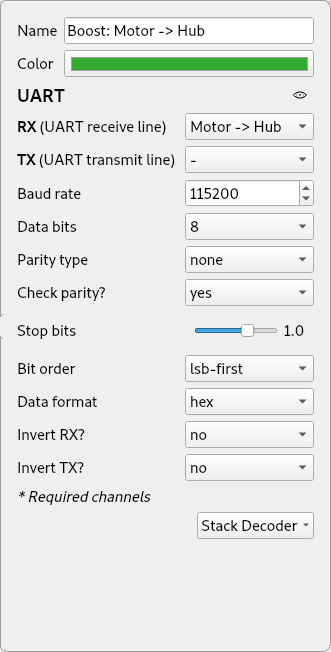 Name Boost: Motor -> Hub
Color
UART
RX (UART receive line) Motor -> Hub
TX (UART transmit line) -
Baud rate 115200
Data bits 8
Parity type none
Check parity? yes
Stop bits 1.0
Bit order lsb-first
Data format hex
Invert RX? no
Invert TX? no
* Required channels
Stack Decoder